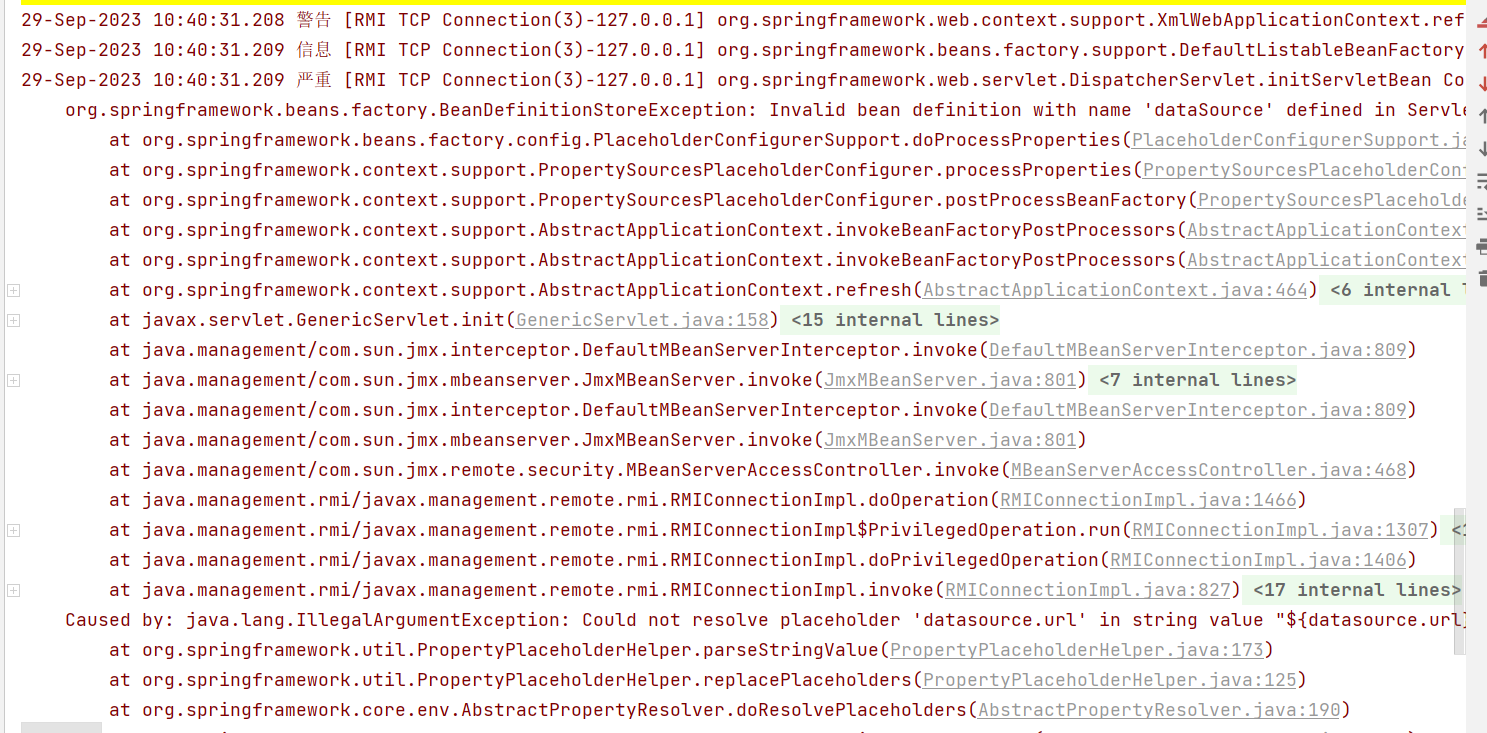 29-Sep-2023 10:40:31.208 警告 [RMI TCP Connection(3)-127.0.0.1] org.springframework.web.context.support.XmlWebApplicationContext.ref
29-Sep-2023 10:40:31.209 信息 [RMI TCP Connection(3)-127.0.0.1] org.springframework.beans.factory.support.DefaultListableBeanFactory
29-Sep-2023 10:40:31.209 严重 [RMI TCP Connection(3)-127.0.0.1] org.springframework.web.servlet.DispatcherServlet.initServletBean Co
org.springframework.beans.factory.BeanDefinitionStoreException: Invalid bean definition with name 'dataSource' defined in Servle
at org.springframework.beans.factory.config.PlaceholderConfigurerSupport.doProcessProperties(PlaceholderConfigurerSupport.ja
at org.springframework.context.support.PropertySourcesPlaceholderConfigurer.processProperties(PropertySourcesPlaceholderCon
at org.springframework.context.support.PropertySourcesPlaceholderConfigurer.postProcessBeanFactory(PropertySourcesPlaceholde
at org.springframework.context.support.AbstractApplicationContext.invokeBeanFactoryPostProcessors(AbstractApplicationContext
at org.springframework.context.support.AbstractApplicationContext.invokeBeanFactoryPostProcessors(AbstractApplicationContext
at org.springframework.context.support.AbstractApplicationContext.refresh(AbstractApplicationContext.java:464) <6 internal l
at javax.servlet.GenericServlet.init(GenericServlet.java:158) <15 internal lines>
at java.management/com.sun.jmx.interceptor.DefaultMBeanServerInterceptor.invoke(DefaultMBeanServerInterceptor.java:809)
at java.management/com.sun.jmx.mbeanserver.JmxMBeanServer.invoke(JmxMBeanServer.java:801) <7 internal lines>
at java.management/com.sun.jmx.interceptor.DefaultMBeanServerInterceptor.invoke(DefaultMBeanServerInterceptor.java:809)
at java.management/com.sun.jmx.mbeanserver.JmxMBeanServer.invoke(JmxMBeanServer.java:801)
at java.management/com.sun.jmx.remote.security.MBeanServerAccessController.invoke(MBeanServerAccessController.java:468)
at java.management.rmi/javax.management.remote.rmi.RMIConnectionImpl.doOperation(RMIConnectionImpl.java:1466)
at java.management.rmi/javax.management.remote.rmi.RMIConnectionImpl$PrivilegedOperation.run(RMIConnectionImpl.java:1307) <1
at java.management.rmi/javax.management.remote.rmi.RMIConnectionImpl.doPrivilegedOperation(RMIConnectionImpl.java:1406)
at java.management.rmi/javax.management.remote.rmi.RMIConnectionImpl.invoke(RMIConnectionImpl.java:827) <17 internal lines>
Caused by: java.lang.IllegalArgumentException: Could not resolve placeholder 'datasource.url' in string value "${datasource.url}
at org.springframework.util.PropertyPlaceholderHelper.parseStringValue(PropertyPlaceholderHelper.java:173)
at org.springframework.util.PropertyPlaceholderHelper.replacePlaceholders(PropertyPlaceholderHelper.java:125)
at org.springframework.core.env.AbstractPropertyResolver.doResolvePlaceholders(AbstractPropertyResolver.java:190)